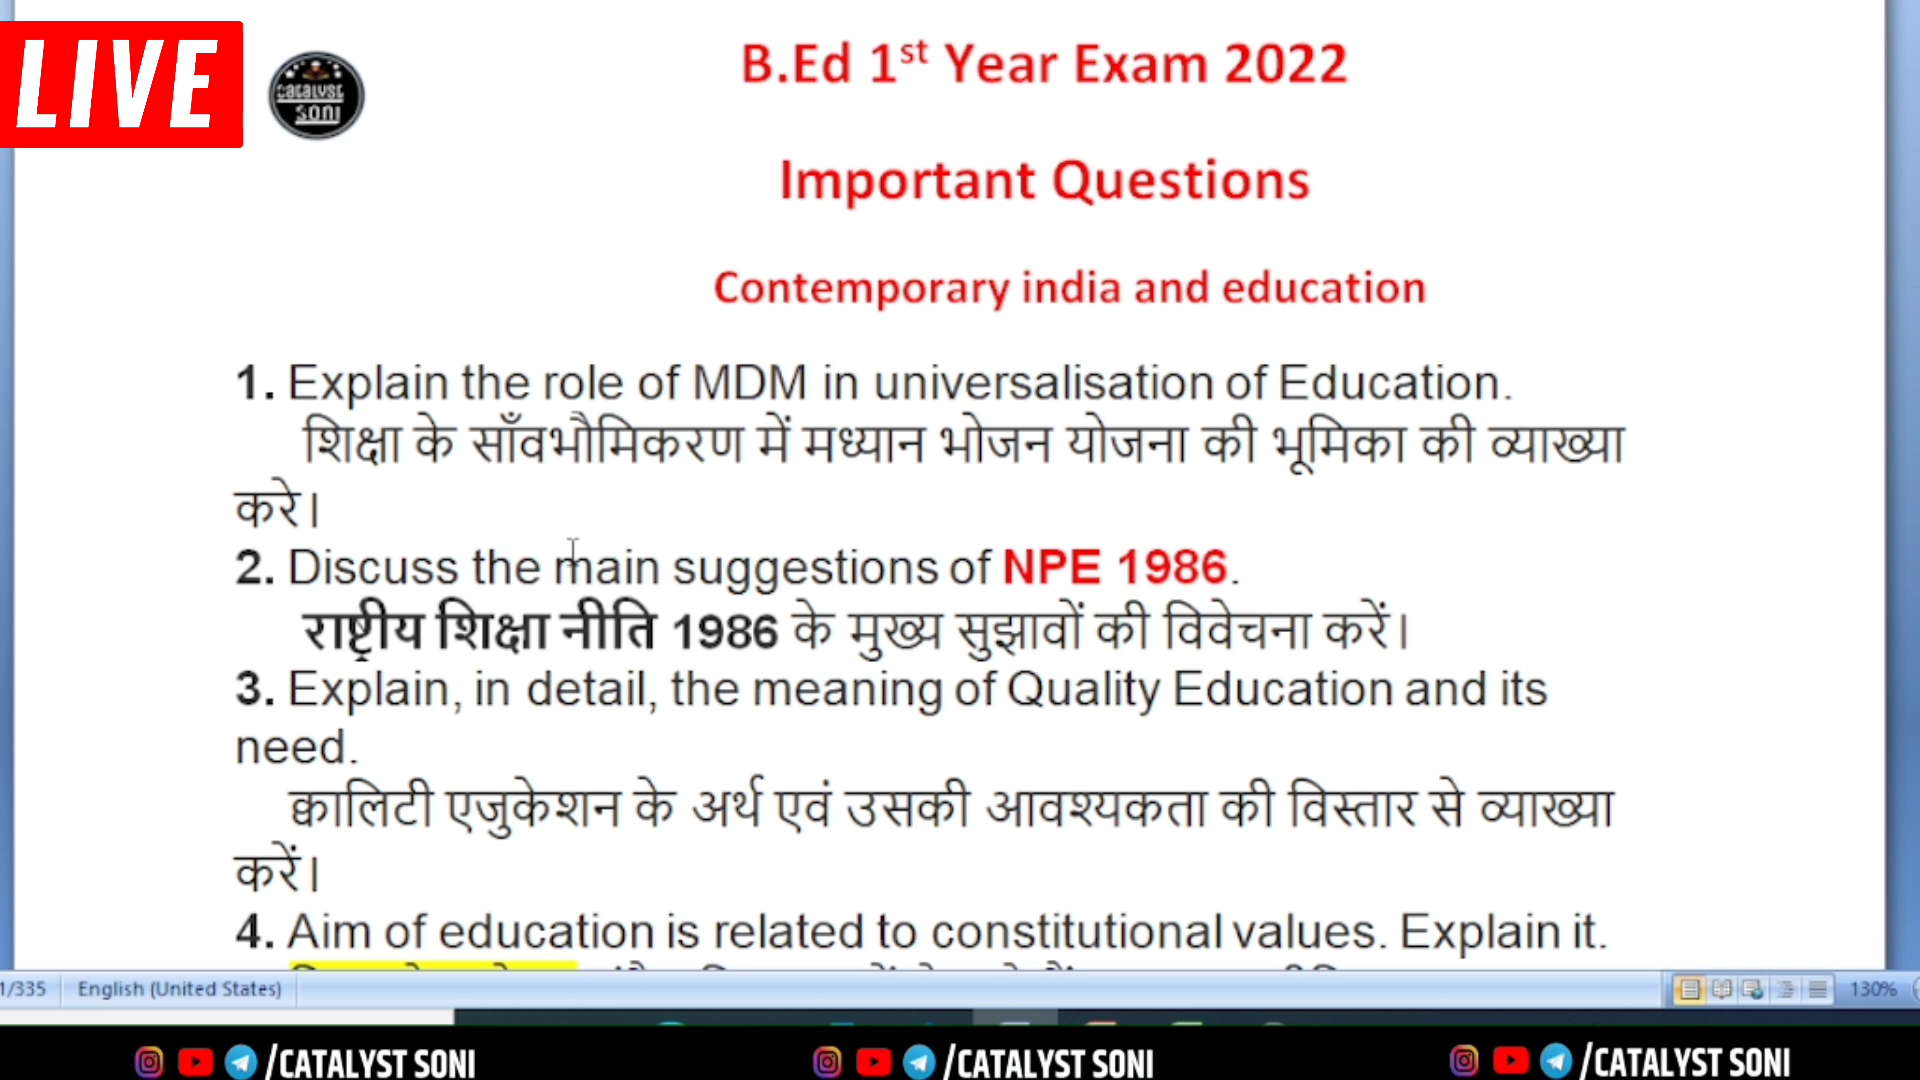 LIVE
CATALYST
SONI
B.Ed 1st Year Exam 2022
Important Questions
Contemporary india and education
1. Explain the role of MDM in universalisation of Education.
शिक्षा के साँवभौमिकरण में मध्यान भोजन योजना की भूमिका की व्याख्या
करे।
2. Discuss the main suggestions of NPE 1986.
राष्ट्रीय शिक्षा नीति 1986 के मुख्य सुझावों की विवेचना करें।
3. Explain, in detail, the meaning of Quality Education and its
need.
क्वालिटी एजुकेशन के अर्थ एवं उसकी आवश्यकता की विस्तार से व्याख्या
करें।
4. Aim of education is related to constitutional values. Explain it.
1/335 English (United States) 130%
/CATALYST SONI /CATALYST SONI /CATALYST SONI